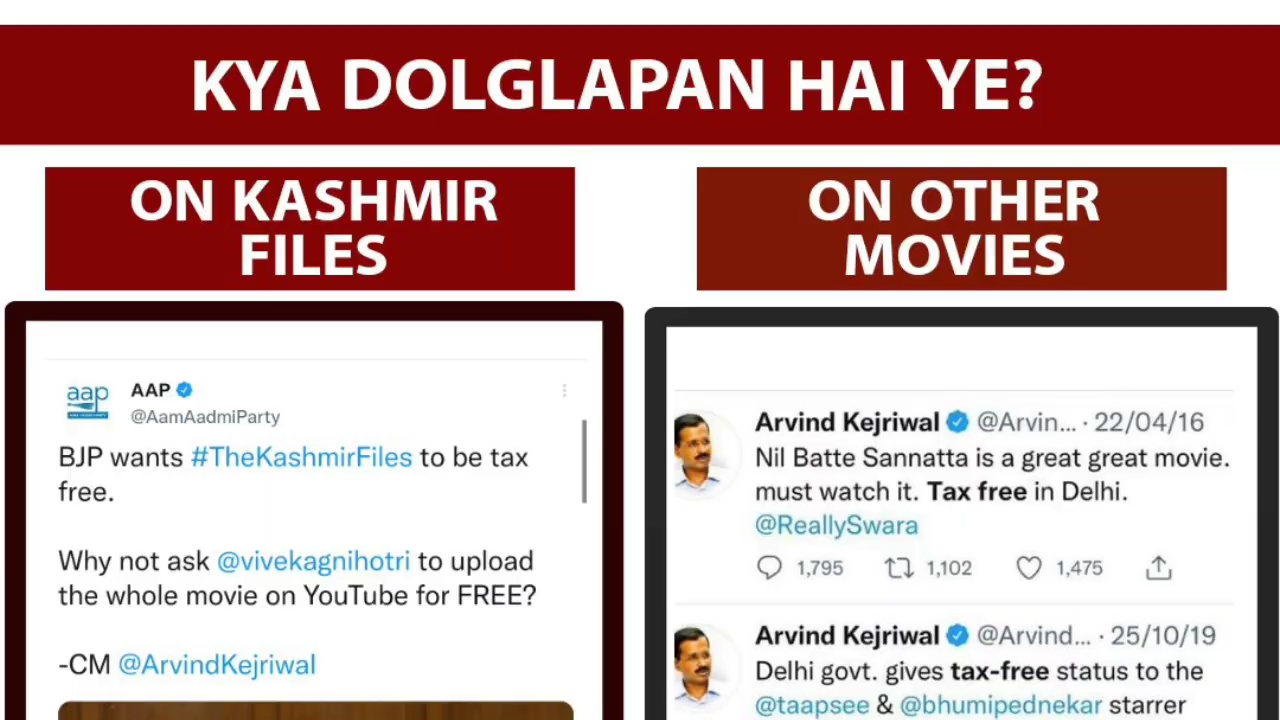 KYA DOLGLAPAN HAI YE?
ON KASHMIR
FILES
aap
AAP
@AamAadmiParty
BJP wants #TheKashmirFiles to be tax
free.
Why not ask @vivekagnihotri to upload
the whole movie on YouTube for FREE?
-CM @ArvindKejriwal
ON OTHER
MOVIES
Arvind Kejriwal @Arvin... · 22/04/16
Nil Batte Sannatta is a great great movie.
must watch it. Tax free in Delhi.
@ReallySwara
1,795 1,102 1,475
Arvind Kejriwal @Arvind... · 25/10/19
Delhi govt. gives tax-free status to the
@taapsee & @bhumipednekar starrer